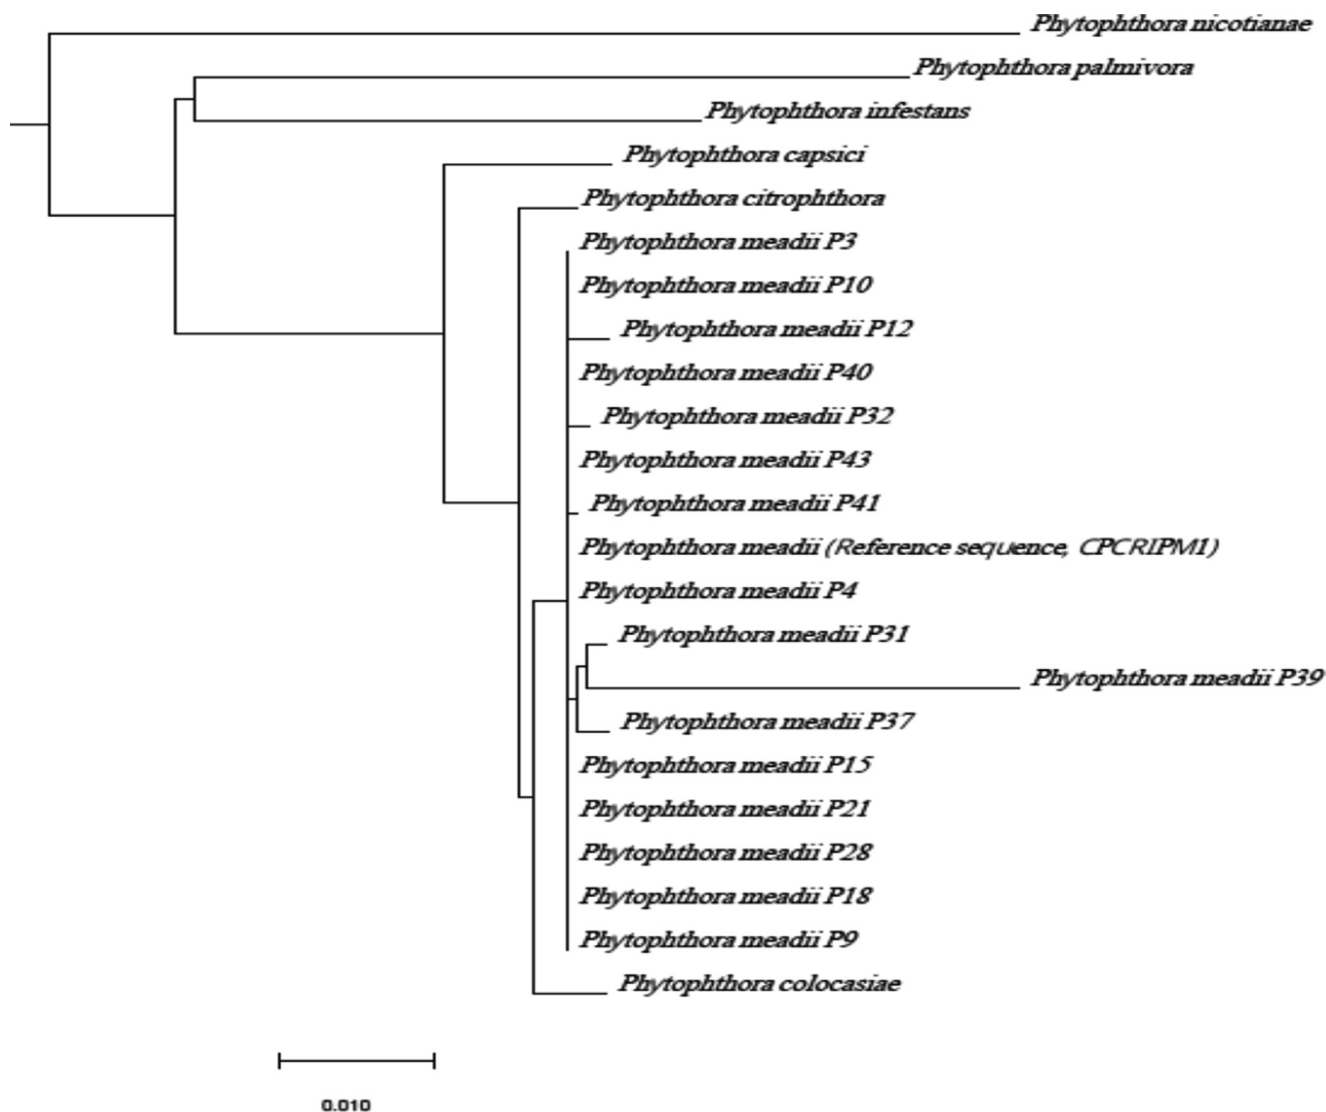 Phytophthora nicotianae
Phytophthora palmivora
Phytophthora infestans
Phytophthora capsici
Phytophthora citrophthora
Phytophthora meadii P3
Phytophthora meadii P10
Phytophthora meadii P12
Phytophthora meadii P40
Phytophthora meadii P32
Phytophthora meadii P43
Phytophthora meadii P41
Phytophthora meadii (Reference sequence, CPCRIPM1)
Phytophthora meadii P4
Phytophthora meadii P31
Phytophthora meadii P39
Phytophthora meadii P37
Phytophthora meadii P15
Phytophthora meadii P21
Phytophthora meadii P28
Phytophthora meadii P18
Phytophthora meadii P9
Phytophthora colocasiae
0.010